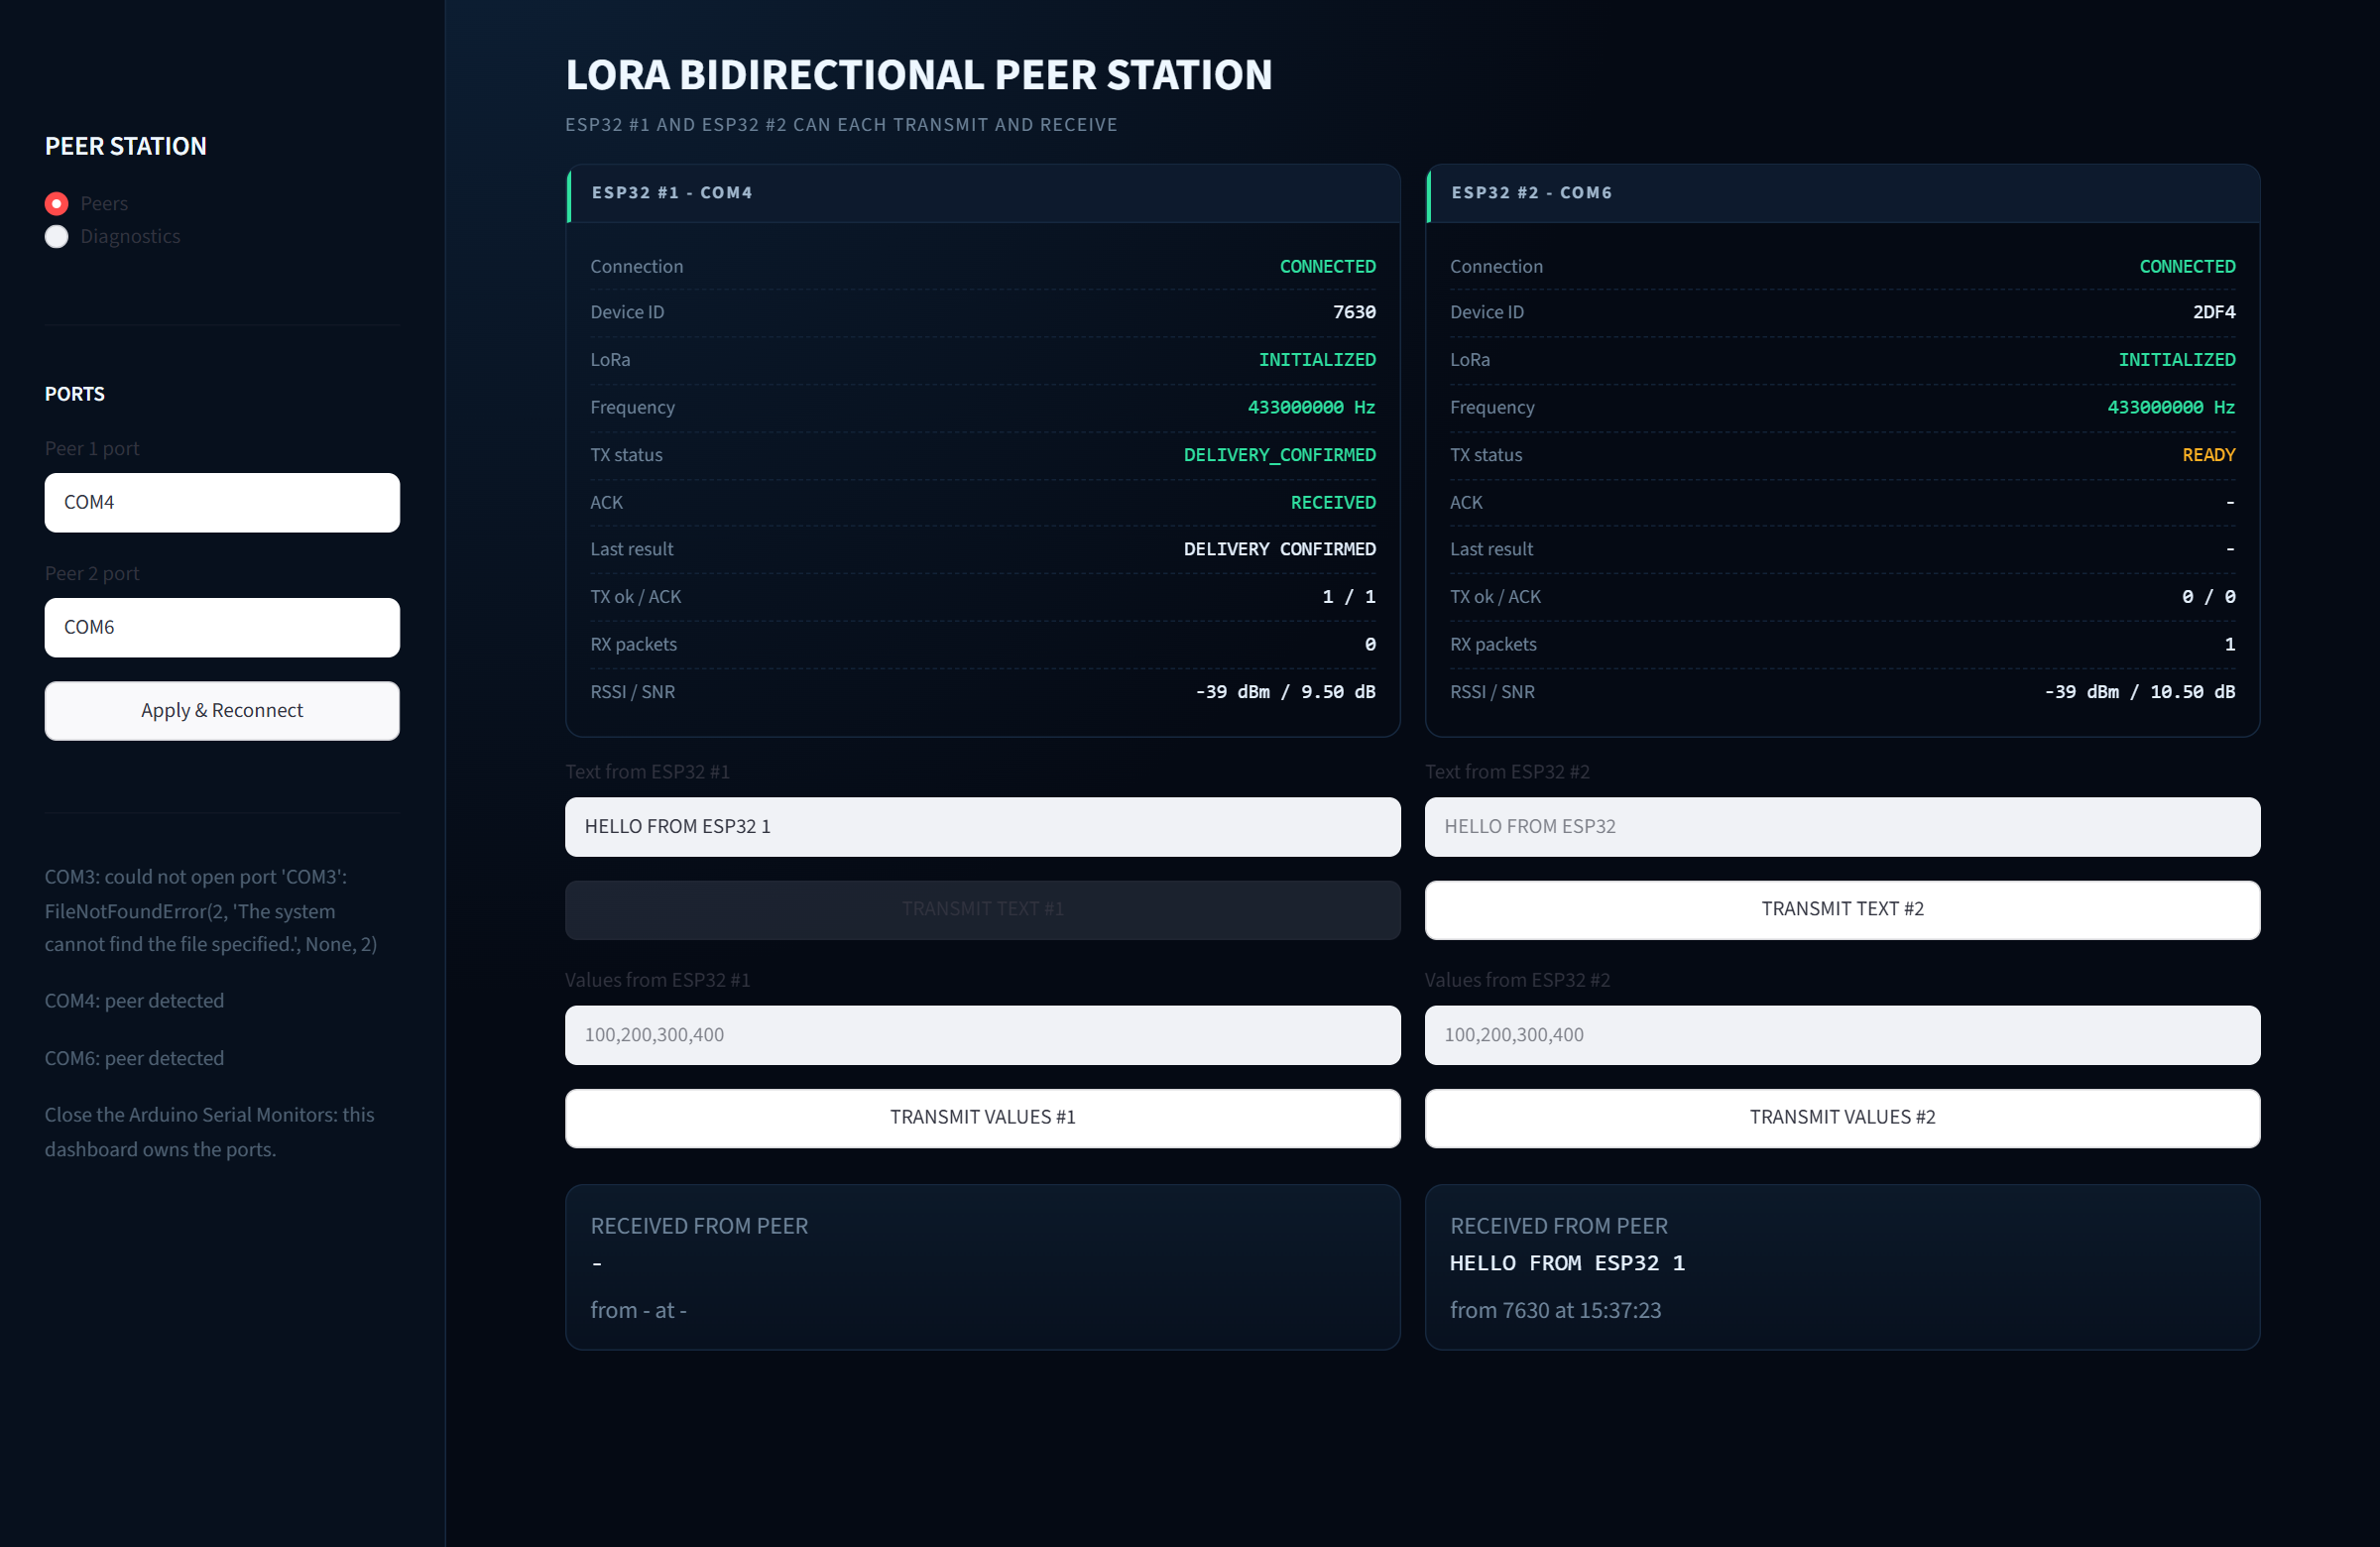 PEER STATION
Peers
Diagnostics
PORTS
Peer 1 port
COM4
Peer 2 port
COM6
Apply & Reconnect
COM3: could not open port 'COM3':
FileNotFoundError(2, 'The system
cannot find the file specified.', None, 2)
COM4: peer detected
COM6: peer detected
Close the Arduino Serial Monitors: this
dashboard owns the ports.
LORA BIDIRECTIONAL PEER STATION
ESP32 #1 AND ESP32 #2 CAN EACH TRANSMIT AND RECEIVE
ESP32 #1 - COM4
Connection CONNECTED
Device ID 7630
LoRa INITIALIZED
Frequency 433000000 Hz
TX status DELIVERY_CONFIRMED
ACK RECEIVED
Last result DELIVERY CONFIRMED
TX ok / ACK 1 / 1
RX packets 0
RSSI / SNR -39 dBm / 9.50 dB
Text from ESP32 #1
HELLO FROM ESP32 1
TRANSMIT TEXT #1
Values from ESP32 #1
100,200,300,400
TRANSMIT VALUES #1
RECEIVED FROM PEER
-
from - at -
ESP32 #2 - COM6
Connection CONNECTED
Device ID 2DF4
LoRa INITIALIZED
Frequency 433000000 Hz
TX status READY
ACK -
Last result -
TX ok / ACK 0 / 0
RX packets 1
RSSI / SNR -39 dBm / 10.50 dB
Text from ESP32 #2
HELLO FROM ESP32
TRANSMIT TEXT #2
Values from ESP32 #2
100,200,300,400
TRANSMIT VALUES #2
RECEIVED FROM PEER
HELLO FROM ESP32 1
from 7630 at 15:37:23